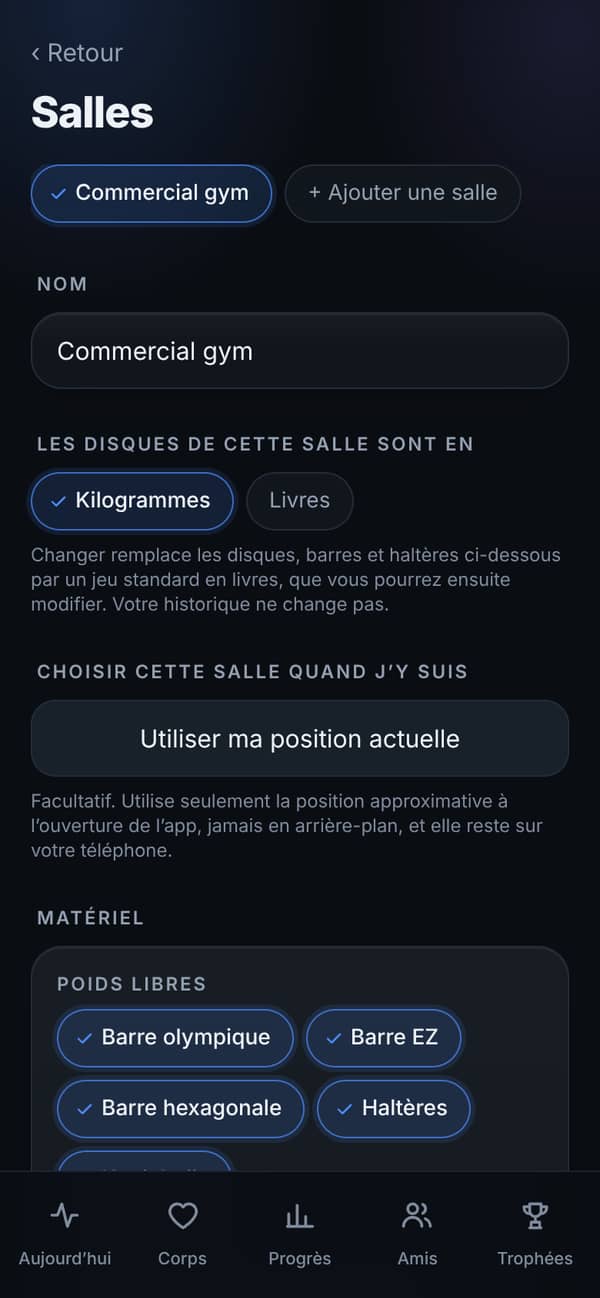 ‹ Retour
Salles
Commercial gym
+ Ajouter une salle
NOM
Commercial gym
LES DISQUES DE CETTE SALLE SONT EN
Kilogrammes
Livres
Changer remplace les disques, barres et haltères ci-dessous
par un jeu standard en livres, que vous pourrez ensuite
modifier. Votre historique ne change pas.
CHOISIR CETTE SALLE QUAND J’Y SUIS
Utiliser ma position actuelle
Facultatif. Utilise seulement la position approximative à
l’ouverture de l’app, jamais en arrière-plan, et elle reste sur
votre téléphone.
MATÉRIEL
POIDS LIBRES
Barre olympique
Barre EZ
Barre hexagonale
Haltères
Aujourd’hui
Corps
Progrès
Amis
Trophées